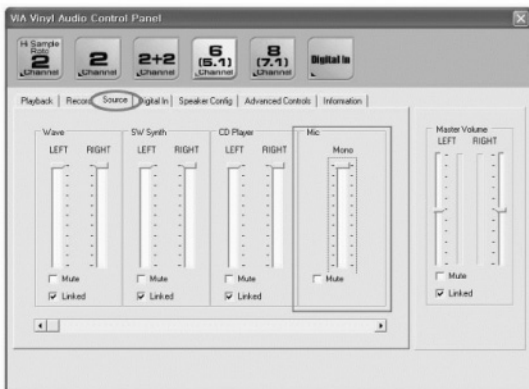 VIA Vinyl Audio Control Panel
Hi Sample
Rate
2
Channel
2
Channel
2+2
Channel
6
(5.1)
Channel
8
(7.1)
Channel
Digital In
Playback Record Source Digital In Speaker Config Advanced Controls Information
Wave
LEFT RIGHT
Mute
Linked
SW Synth
LEFT RIGHT
Mute
Linked
CD Player
LEFT RIGHT
Mute
Linked
Mic
Mono
Mute
Master Volume
LEFT RIGHT
Mute
Linked